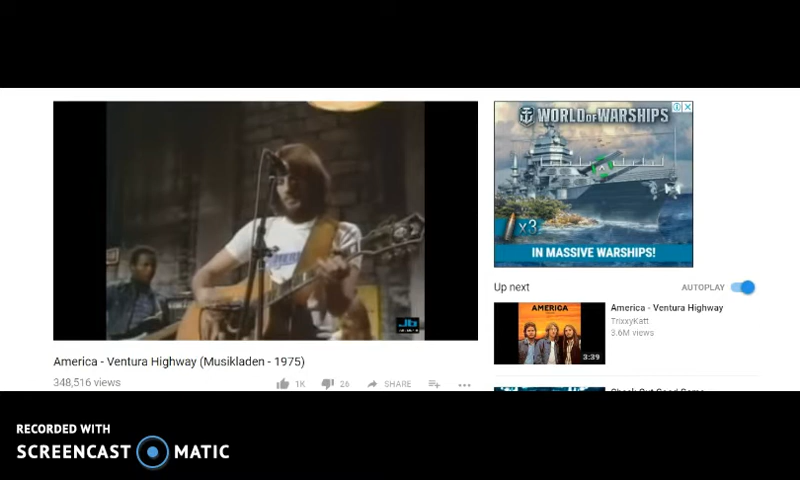 WORLD OF WARSHIPS
x3
IN MASSIVE WARSHIPS!
America - Ventura Highway (Musikladen - 1975)
348,516 views
1K
26
SHARE
Up next
AUTOPLAY
AMERICA
3:39
America - Ventura Highway
TrixxyKatt
3.6M views
RECORDED WITH
SCREENCAST MATIC